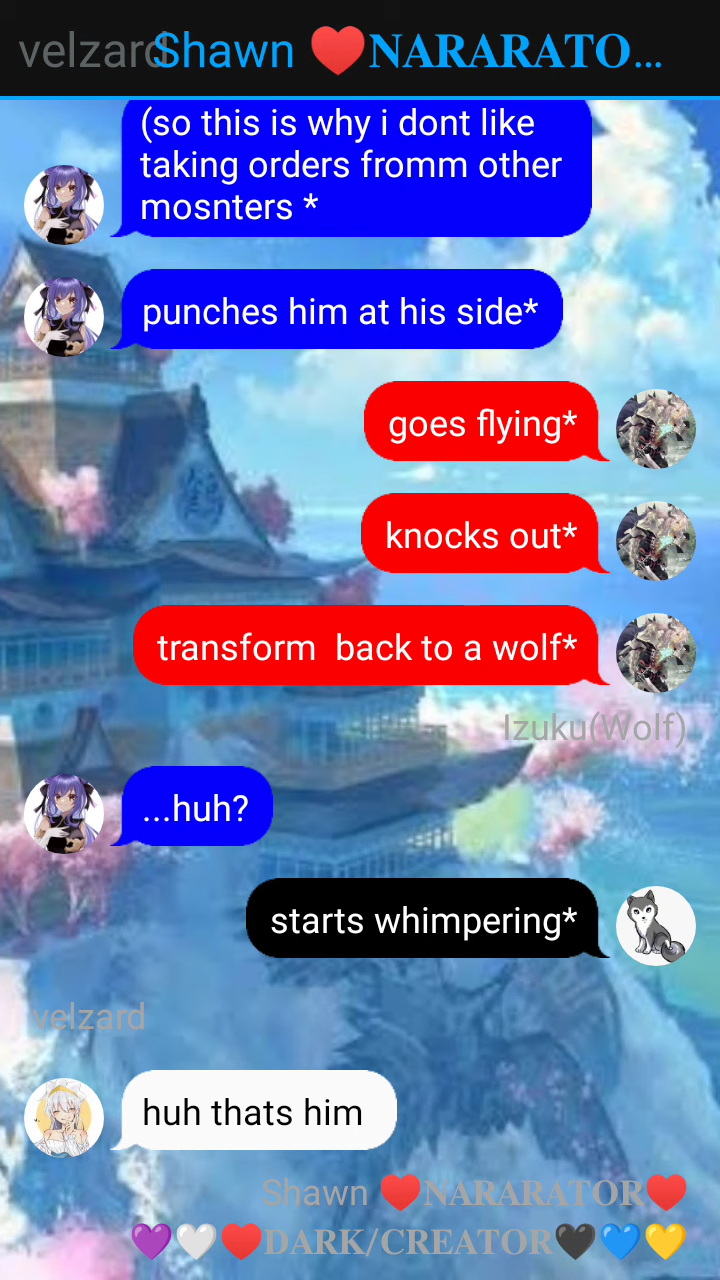 velzard Shawn ❤️NARARATO...
(so this is why i dont like
taking orders fromm other
mosnters *
punches him at his side*
goes flying*
knocks out*
transform  back to a wolf*
Izuku(Wolf)
...huh?
starts whimpering*
velzard
huh thats him
Shawn ❤️NARARATOR❤️
💜🤍❤️DARK/CREATOR🖤💙💛